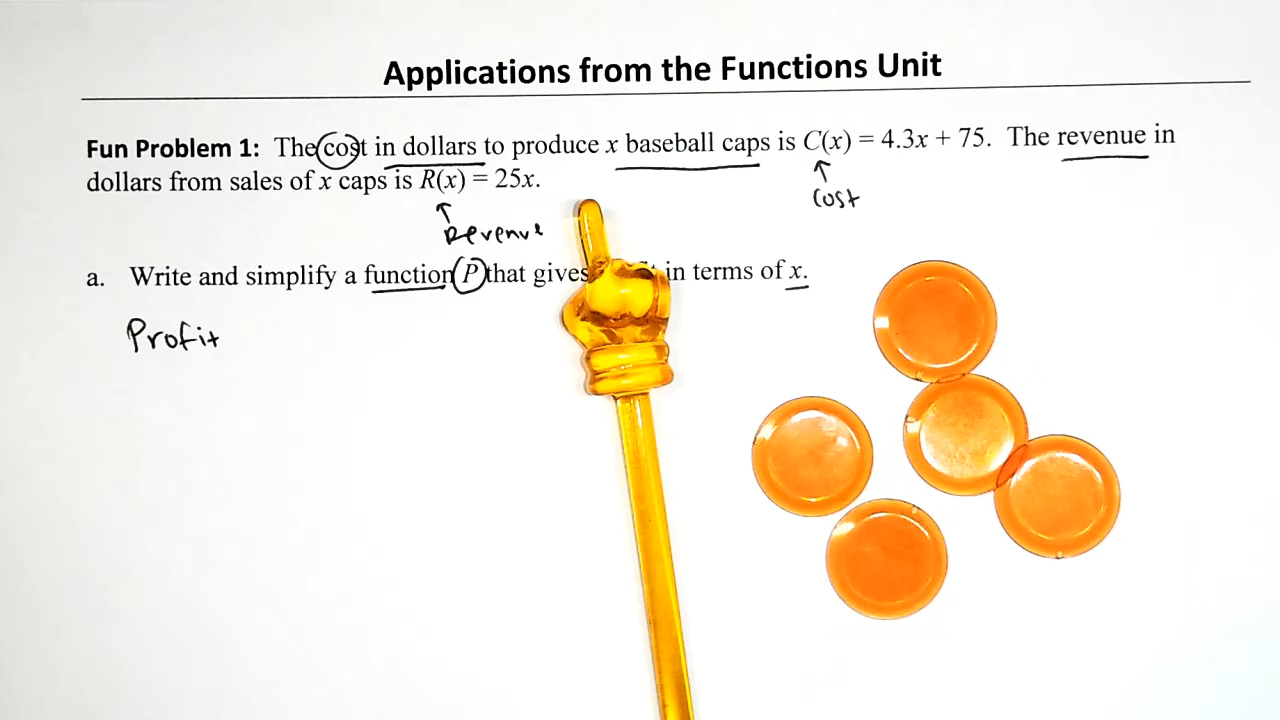 Applications from the Functions Unit
Fun Problem 1: The cost in dollars to produce x baseball caps is C(x) = 4.3x + 75. The revenue in
dollars from sales of x caps is R(x) = 25x.
↑
Cost
↑
Revenue
a. Write and simplify a function P that gives in terms of x.
Profit